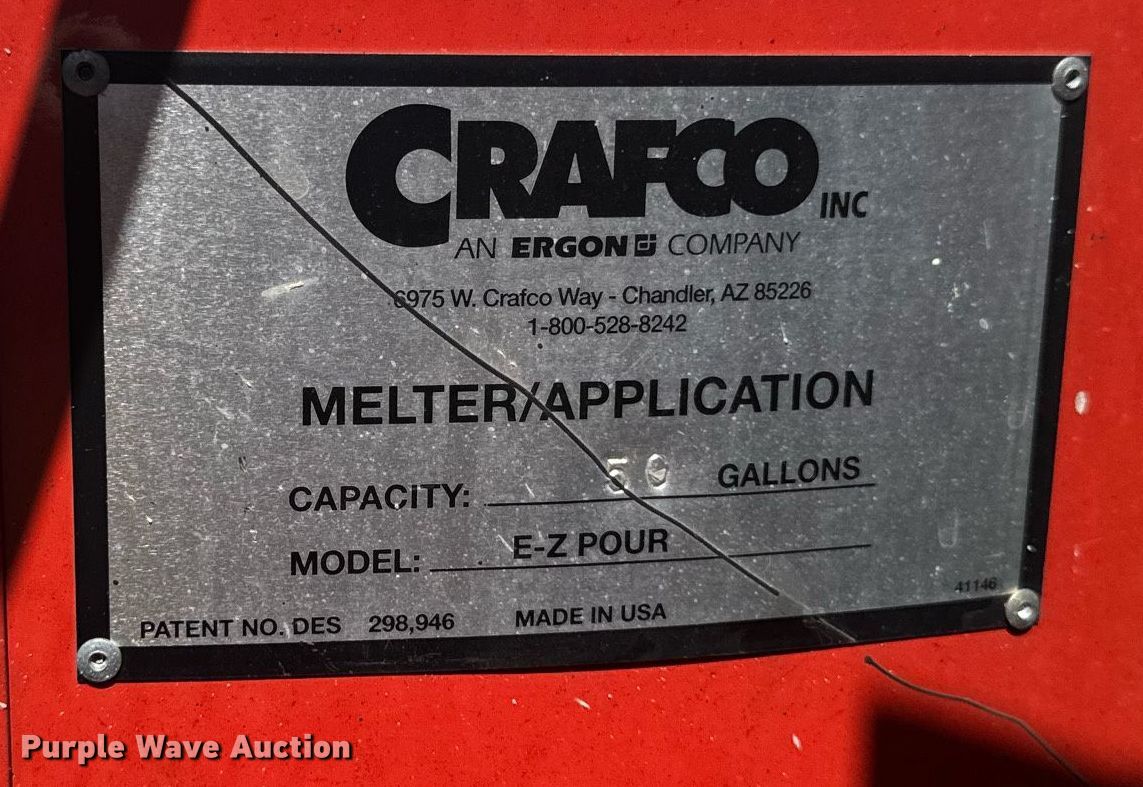 CRAFCO INC
AN ERGON COMPANY
6975 W. Crafco Way - Chandler, AZ 85226
1-800-528-8242
MELTER/APPLICATION
CAPACITY: 50 GALLONS
MODEL: E-Z POUR
41146
PATENT NO. DES 298,946 MADE IN USA
Purple Wave Auction